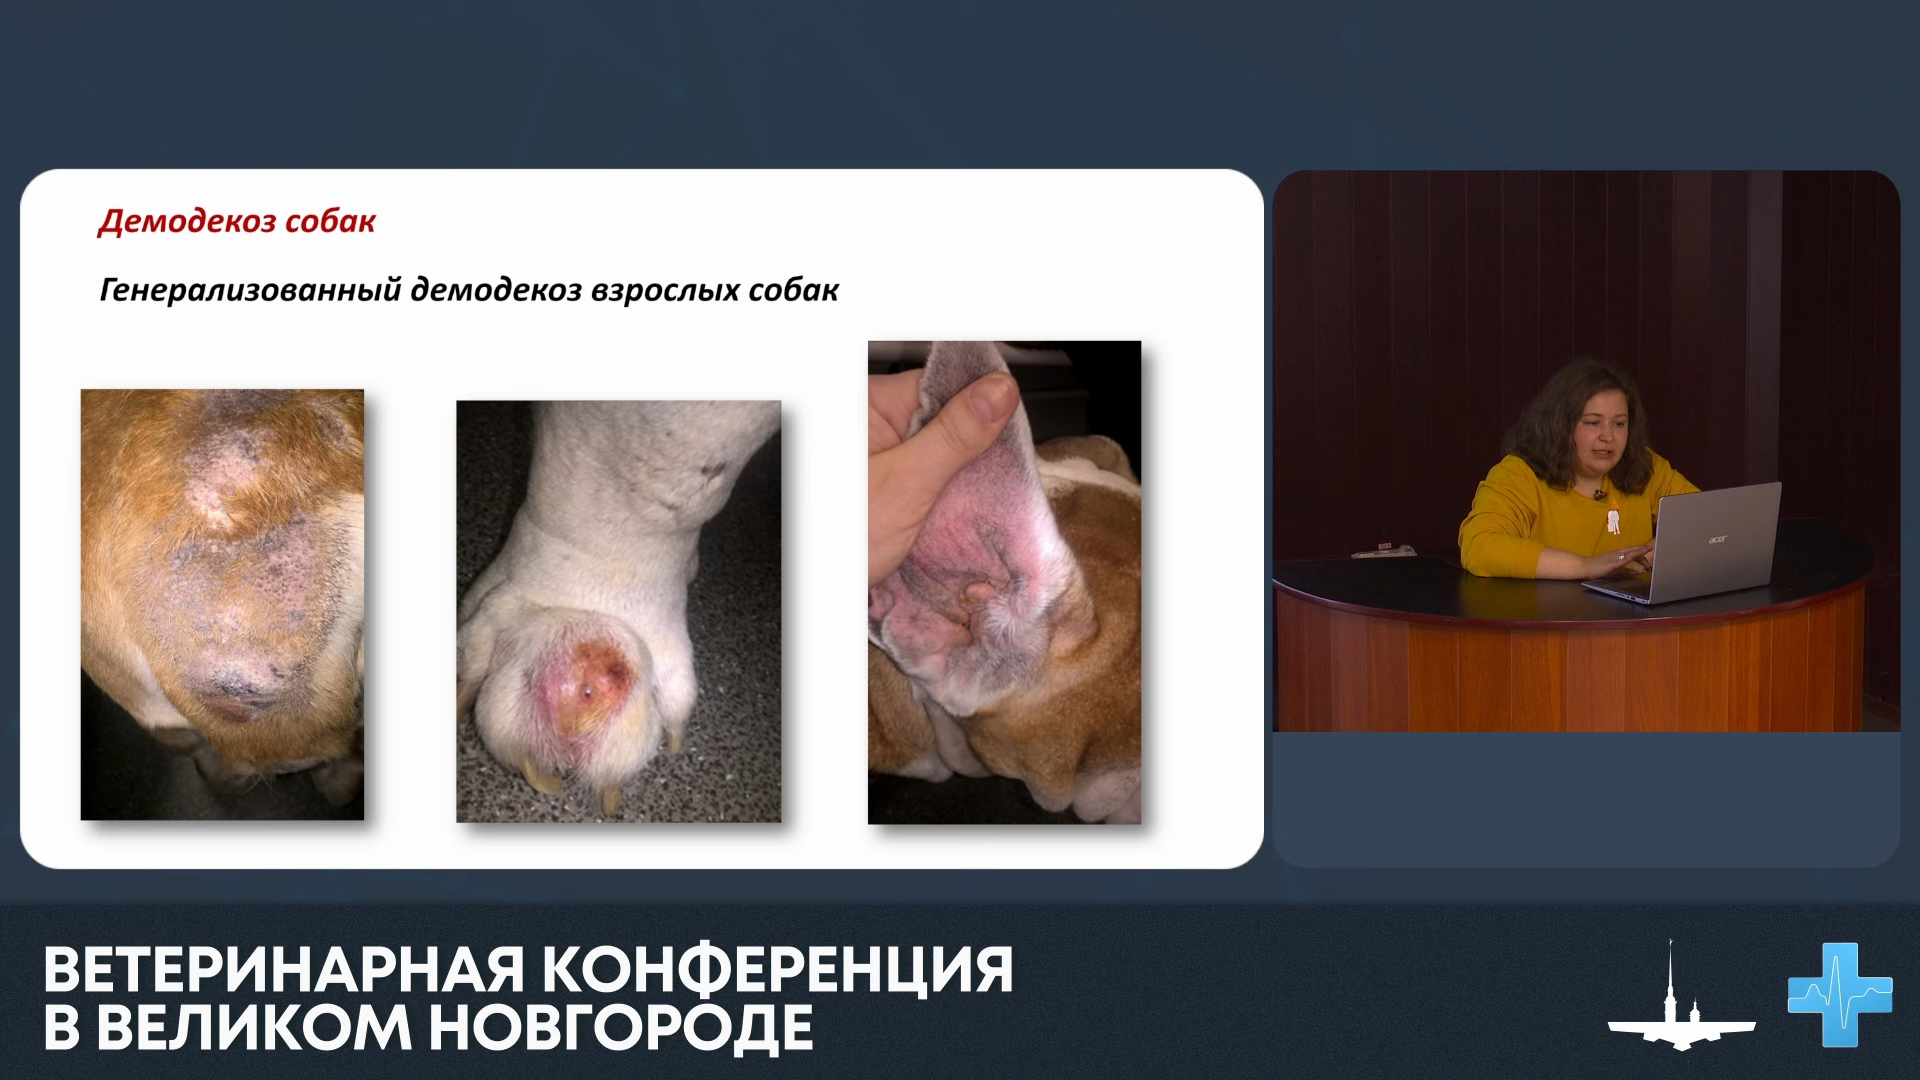 Демодекоз собак
Генерализованный демодекоз взрослых собак
acer
ВЕТЕРИНАРНАЯ КОНФЕРЕНЦИЯ
В ВЕЛИКОМ НОВГОРОДЕ